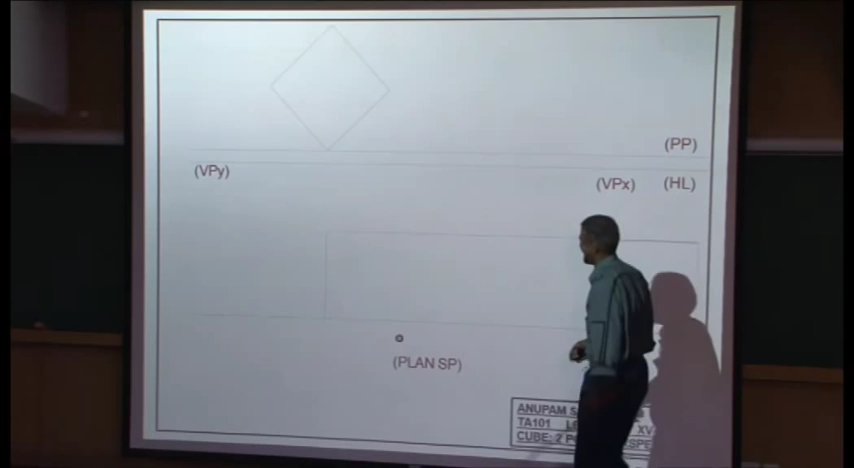 (PP)
(VPy)
(VPx) (HL)
(PLAN SP)
ANUPAM
TA101
CUBE: 2